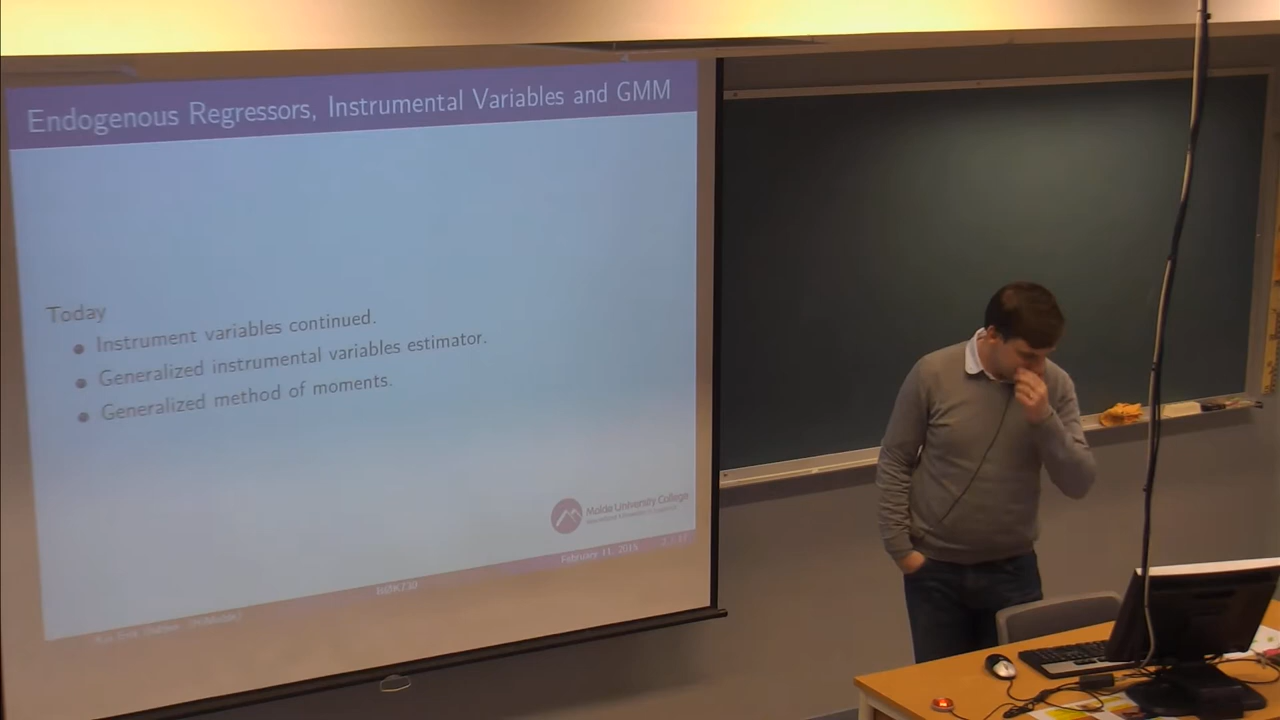 Endogenous Regressors, Instrumental Variables and GMM
Today
Instrument variables continued.
Generalized instrumental variables estimator.
Generalized method of moments.
Molde University College
February 11, 2015